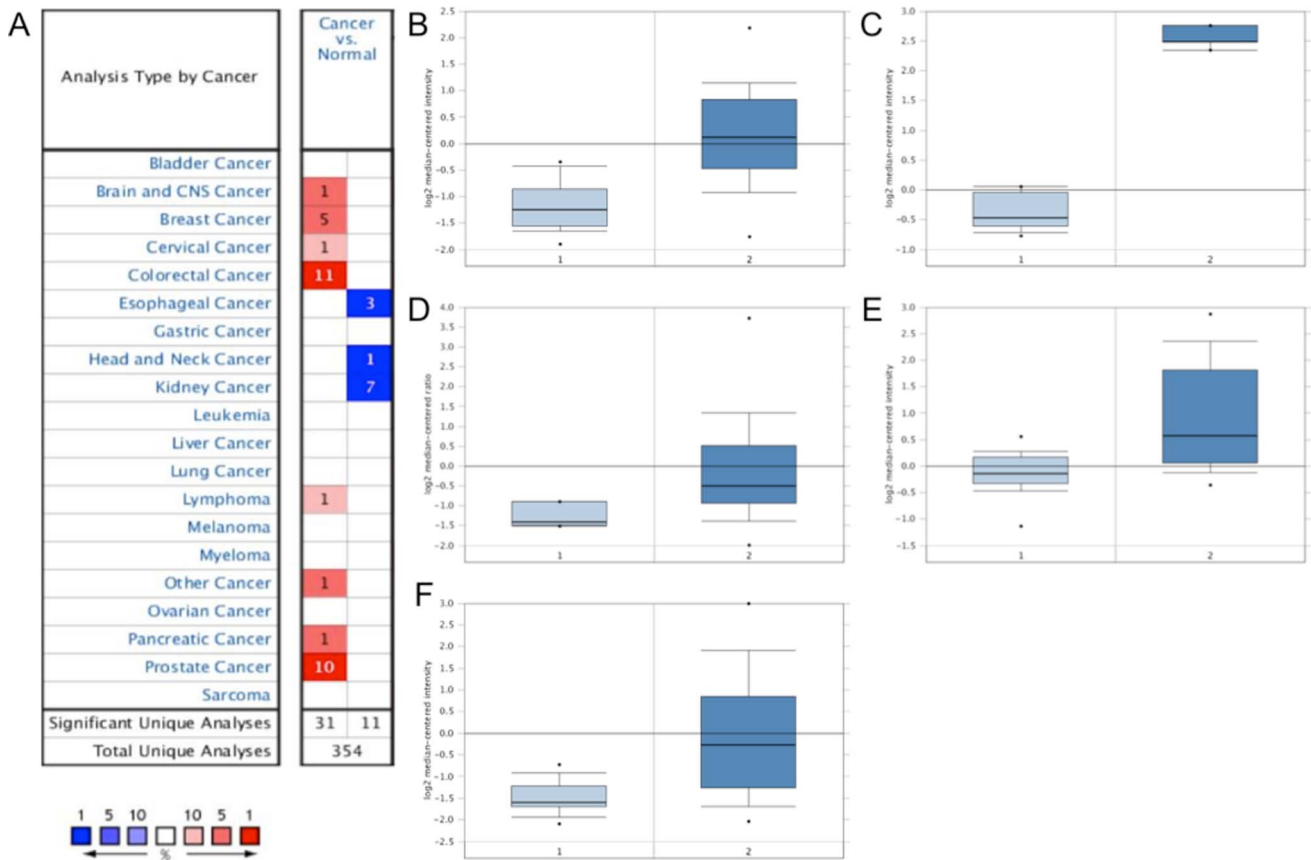 A
Analysis Type by Cancer
Cancer
vs.
Normal
Bladder Cancer
Brain and CNS Cancer 1
Breast Cancer 5
Cervical Cancer 1
Colorectal Cancer 11
Esophageal Cancer 3
Gastric Cancer
Head and Neck Cancer 1
Kidney Cancer 7
Leukemia
Liver Cancer
Lung Cancer
Lymphoma 1
Melanoma
Myeloma
Other Cancer 1
Ovarian Cancer
Pancreatic Cancer 1
Prostate Cancer 10
Sarcoma
Significant Unique Analyses 31 11
Total Unique Analyses 354
1 5 10 10 5 1
%
B
log2 median-centered intensity
2.5
2.0
1.5
1.0
0.5
0.0
−0.5
−1.0
−1.5
−2.0
1 2
C
log2 median-centered intensity
3.0
2.5
2.0
1.5
1.0
0.5
0.0
−0.5
−1.0
1 2
D
log2 median-centered ratio
4.0
3.5
3.0
2.5
2.0
1.5
1.0
0.5
0.0
−0.5
−1.0
−1.5
−2.0
1 2
E
log2 median-centered intensity
3.0
2.5
2.0
1.5
1.0
0.5
0.0
−0.5
−1.0
−1.5
1 2
F
log2 median-centered intensity
3.0
2.5
2.0
1.5
1.0
0.5
0.0
−0.5
−1.0
−1.5
−2.0
−2.5
1 2